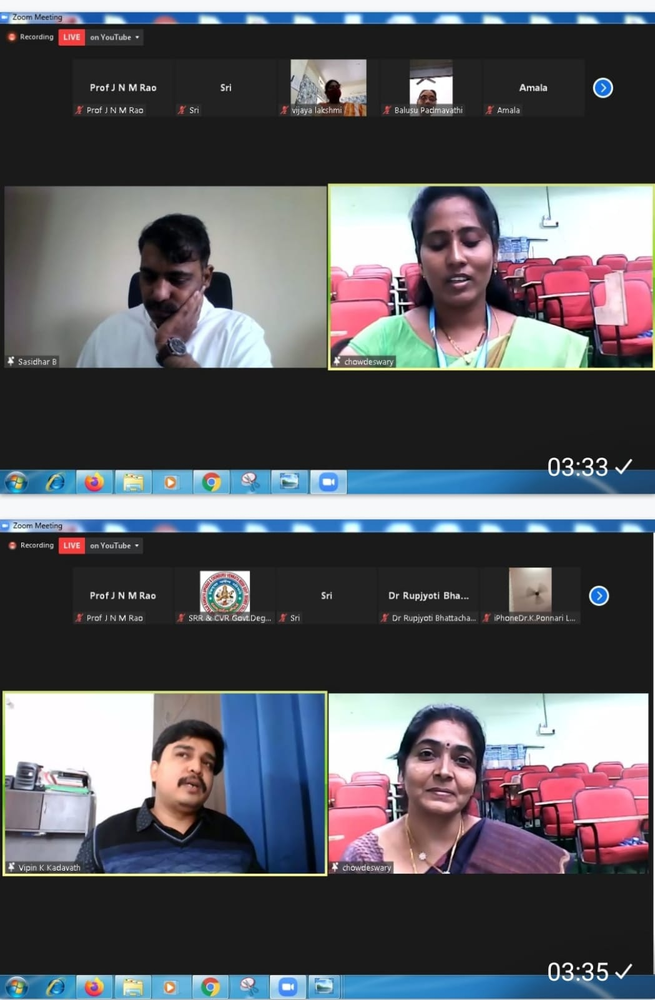 Zoom Meeting
Recording LIVE on YouTube
Prof J N M Rao Sri Amala
Prof J N M Rao Sri vijaya lakshmi Balusu Padmavathi Amala
Sasidhar B chowdeswary
03:33
Zoom Meeting
Recording LIVE on YouTube
Prof J N M Rao Sri Dr Rupjyoti Bha...
Prof J N M Rao SRR & CVR Govt.Deg... Sri Dr Rupjyoti Bhattacha... iPhoneDr.K.Ponnari L...
Vipin K Kadavath chowdeswary
03:35